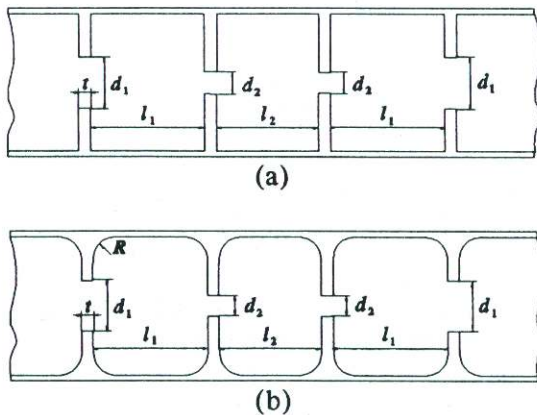 t d₁ d₂ d₂ d₁
l₁ l₂ l₁
(a)
R
t d₁ d₂ d₂ d₁
l₁ l₂ l₁
(b)